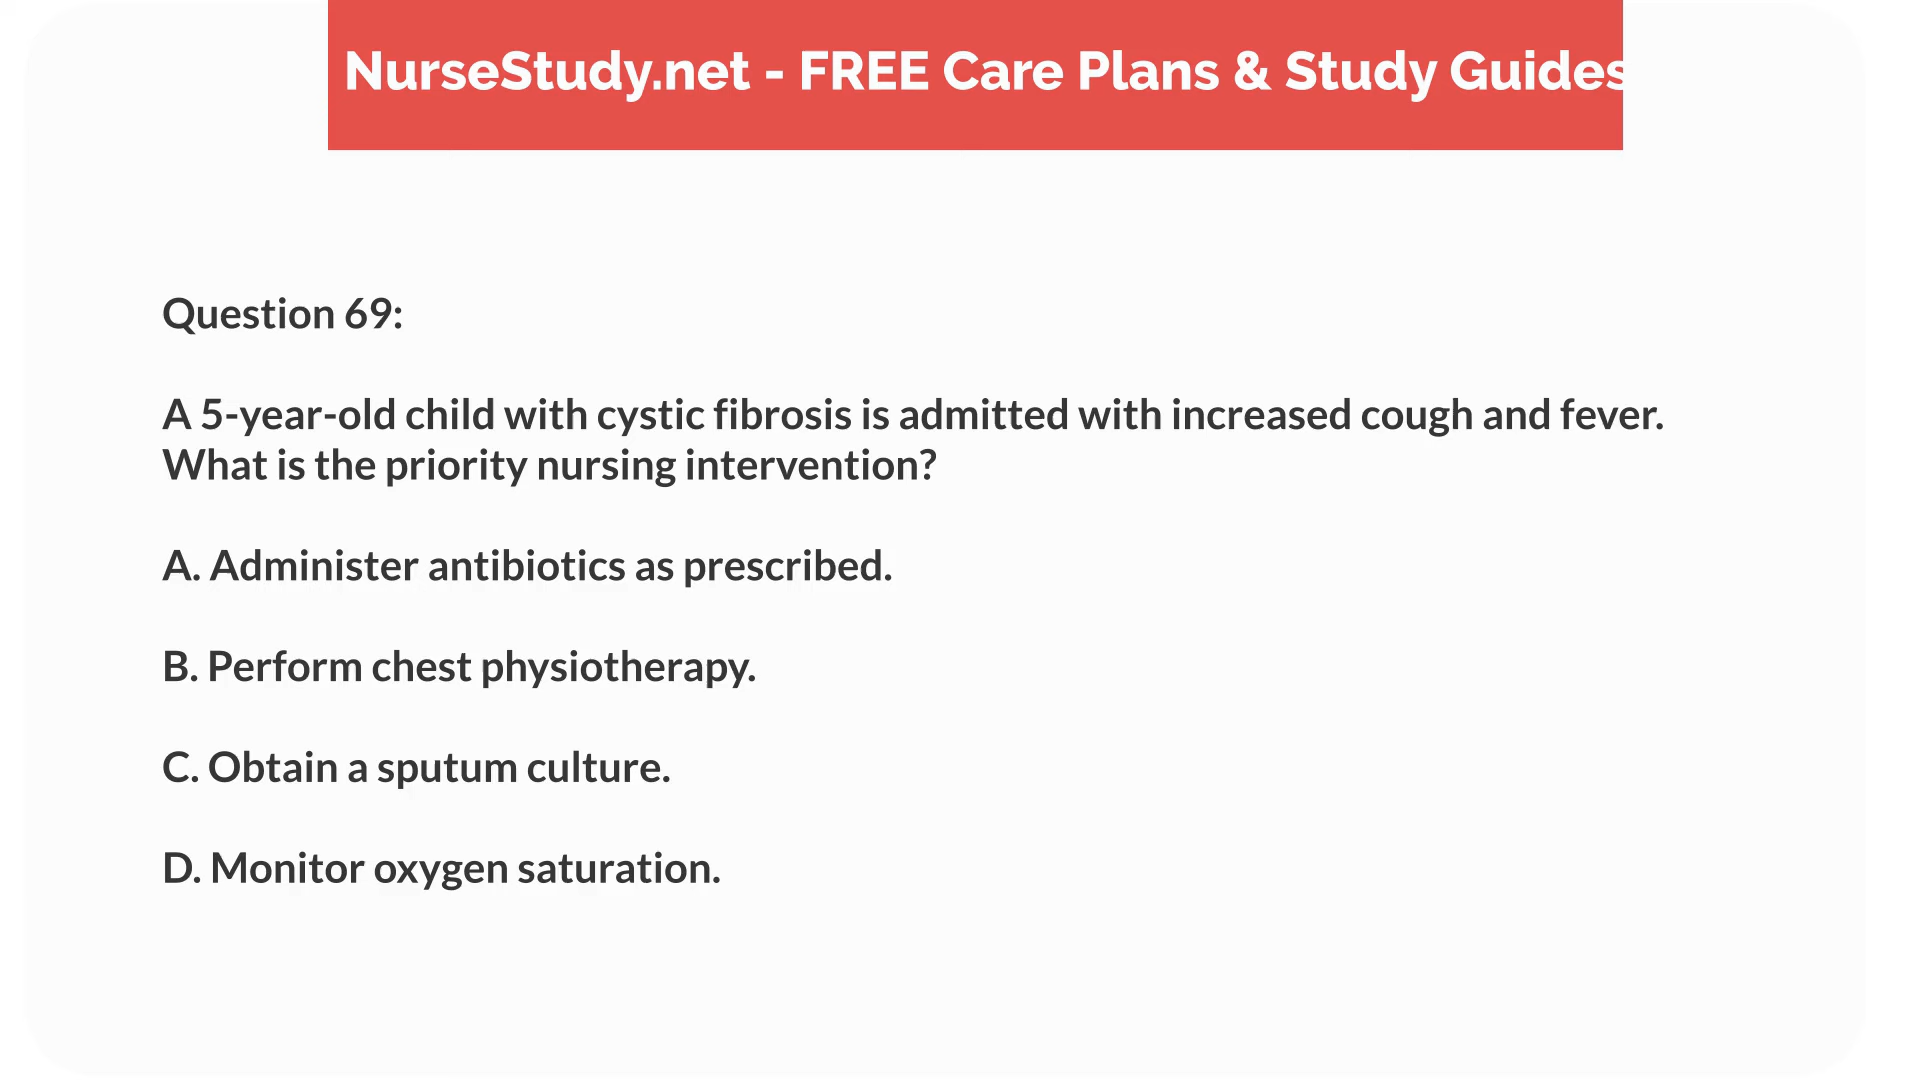 NurseStudy.net - FREE Care Plans & Study Guides
Question 69:
A 5-year-old child with cystic fibrosis is admitted with increased cough and fever.
What is the priority nursing intervention?
A. Administer antibiotics as prescribed.
B. Perform chest physiotherapy.
C. Obtain a sputum culture.
D. Monitor oxygen saturation.